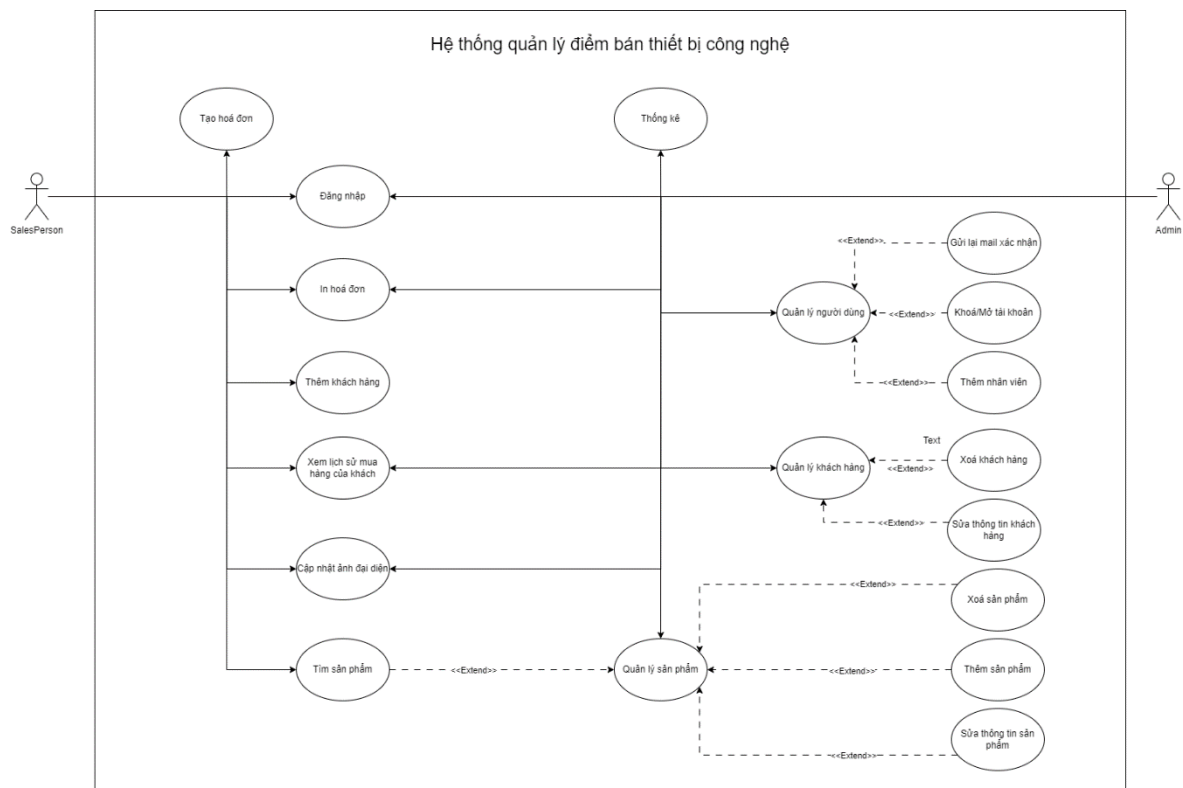 Hệ thống quản lý điểm bán thiết bị công nghệ
Tạo hoá đơn
Thống kê
Đăng nhập
SalesPerson
Admin
Gửi lại mail xác nhận
<<Extend>>
In hoá đơn
Quản lý người dùng
<<Extend>>
Khoá/Mở tài khoản
Thêm khách hàng
<<Extend>>
Thêm nhân viên
Text
Xem lịch sử mua
hàng của khách
Quản lý khách hàng
<<Extend>>
Xoá khách hàng
<<Extend>>
Sửa thông tin khách
hàng
Cập nhật ảnh đại diện
<<Extend>>
Xoá sản phẩm
Tìm sản phẩm
<<Extend>>
Quản lý sản phẩm
<<Extend>>
Thêm sản phẩm
<<Extend>>
Sửa thông tin sản
phẩm